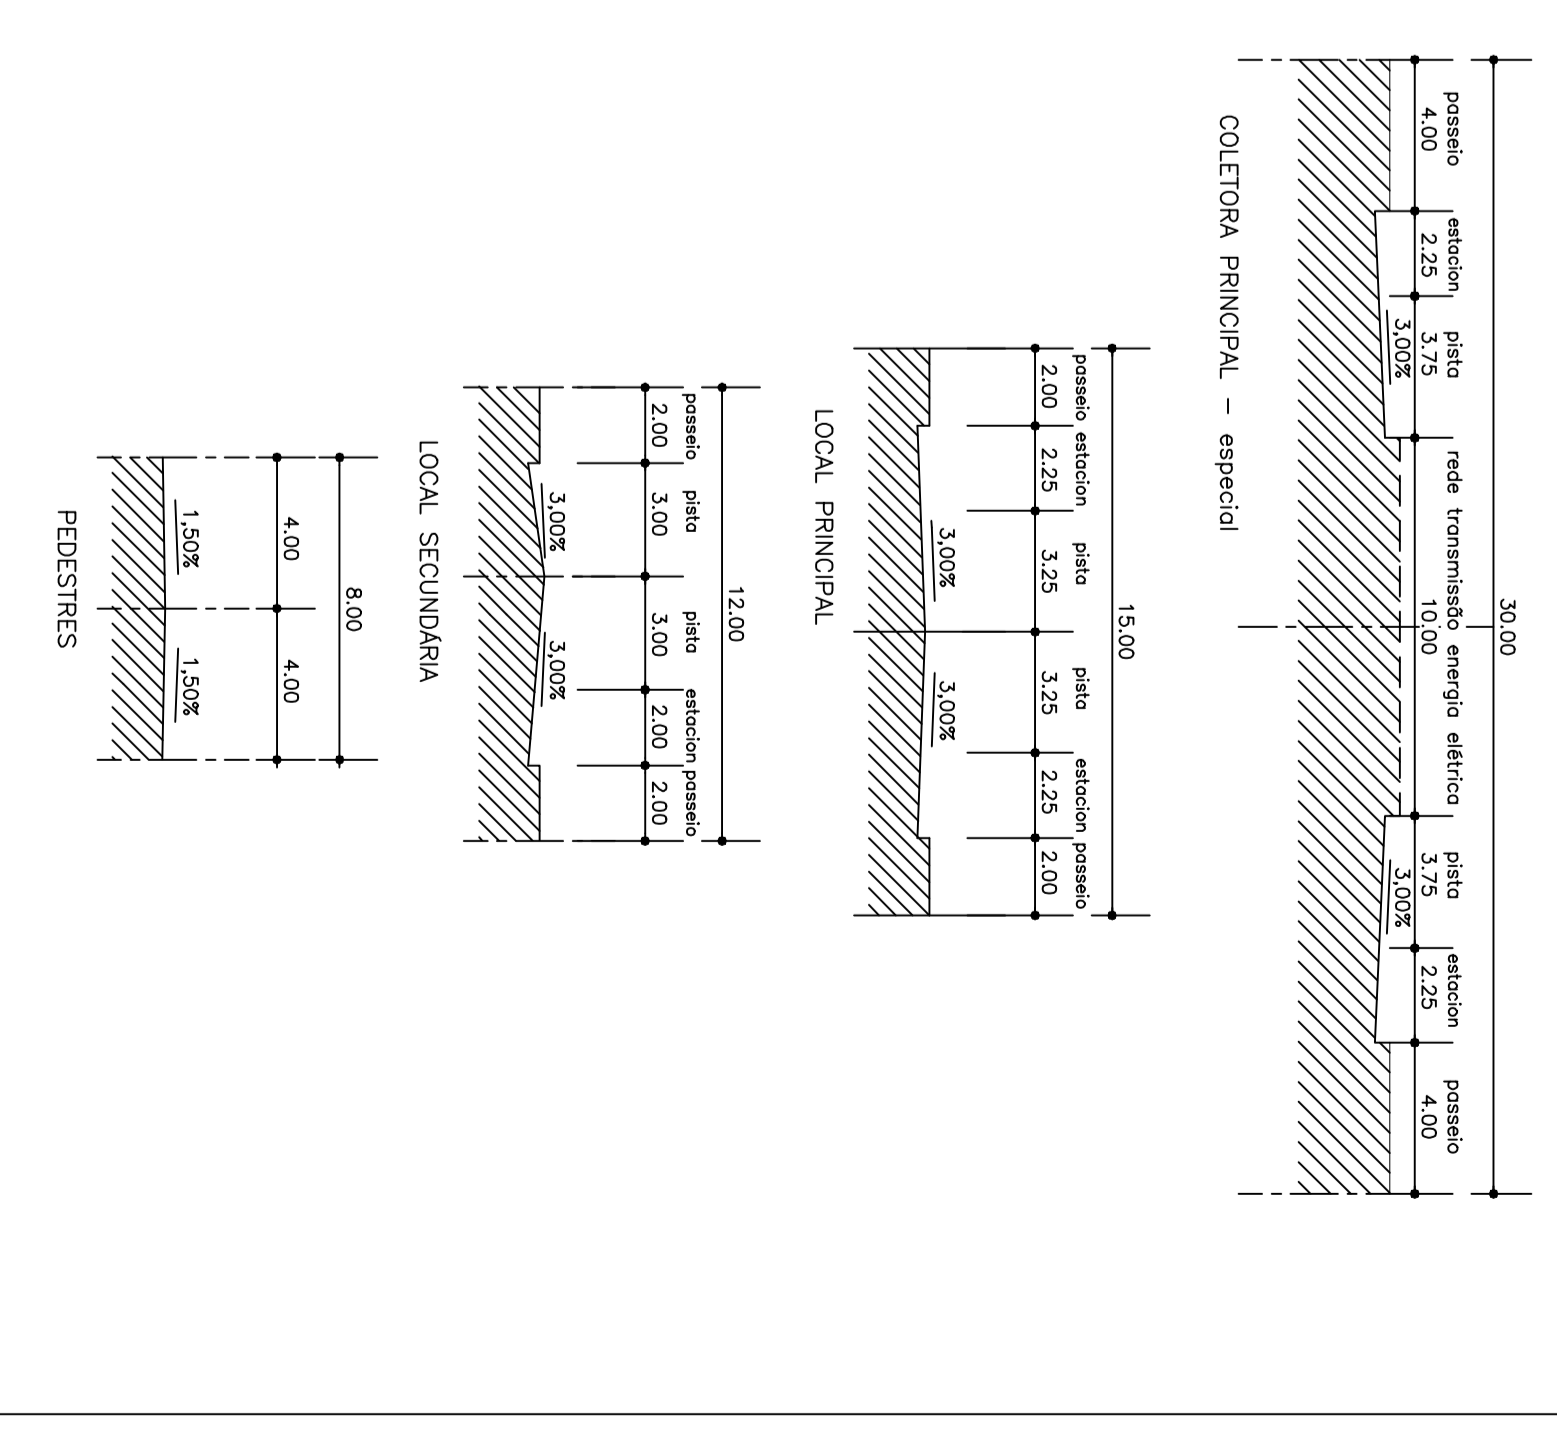 30.00
passeio estacion pista rede transmissão energia elétrica pista estacion passeio
4.00 2.25 3.75 10.00 3.75 2.25 4.00
3,00% 3,00%
COLETORA PRINCIPAL – especial
15.00
passeio estacion pista pista estacion passeio
2.00 2.25 3.25 3.25 2.25 2.00
3,00% 3,00%
LOCAL PRINCIPAL
12.00
passeio pista pista estacion passeio
2.00 3.00 3.00 2.00 2.00
3,00% 3,00%
LOCAL SECUNDÁRIA
8.00
4.00 4.00
1,50% 1,50%
PEDESTRES